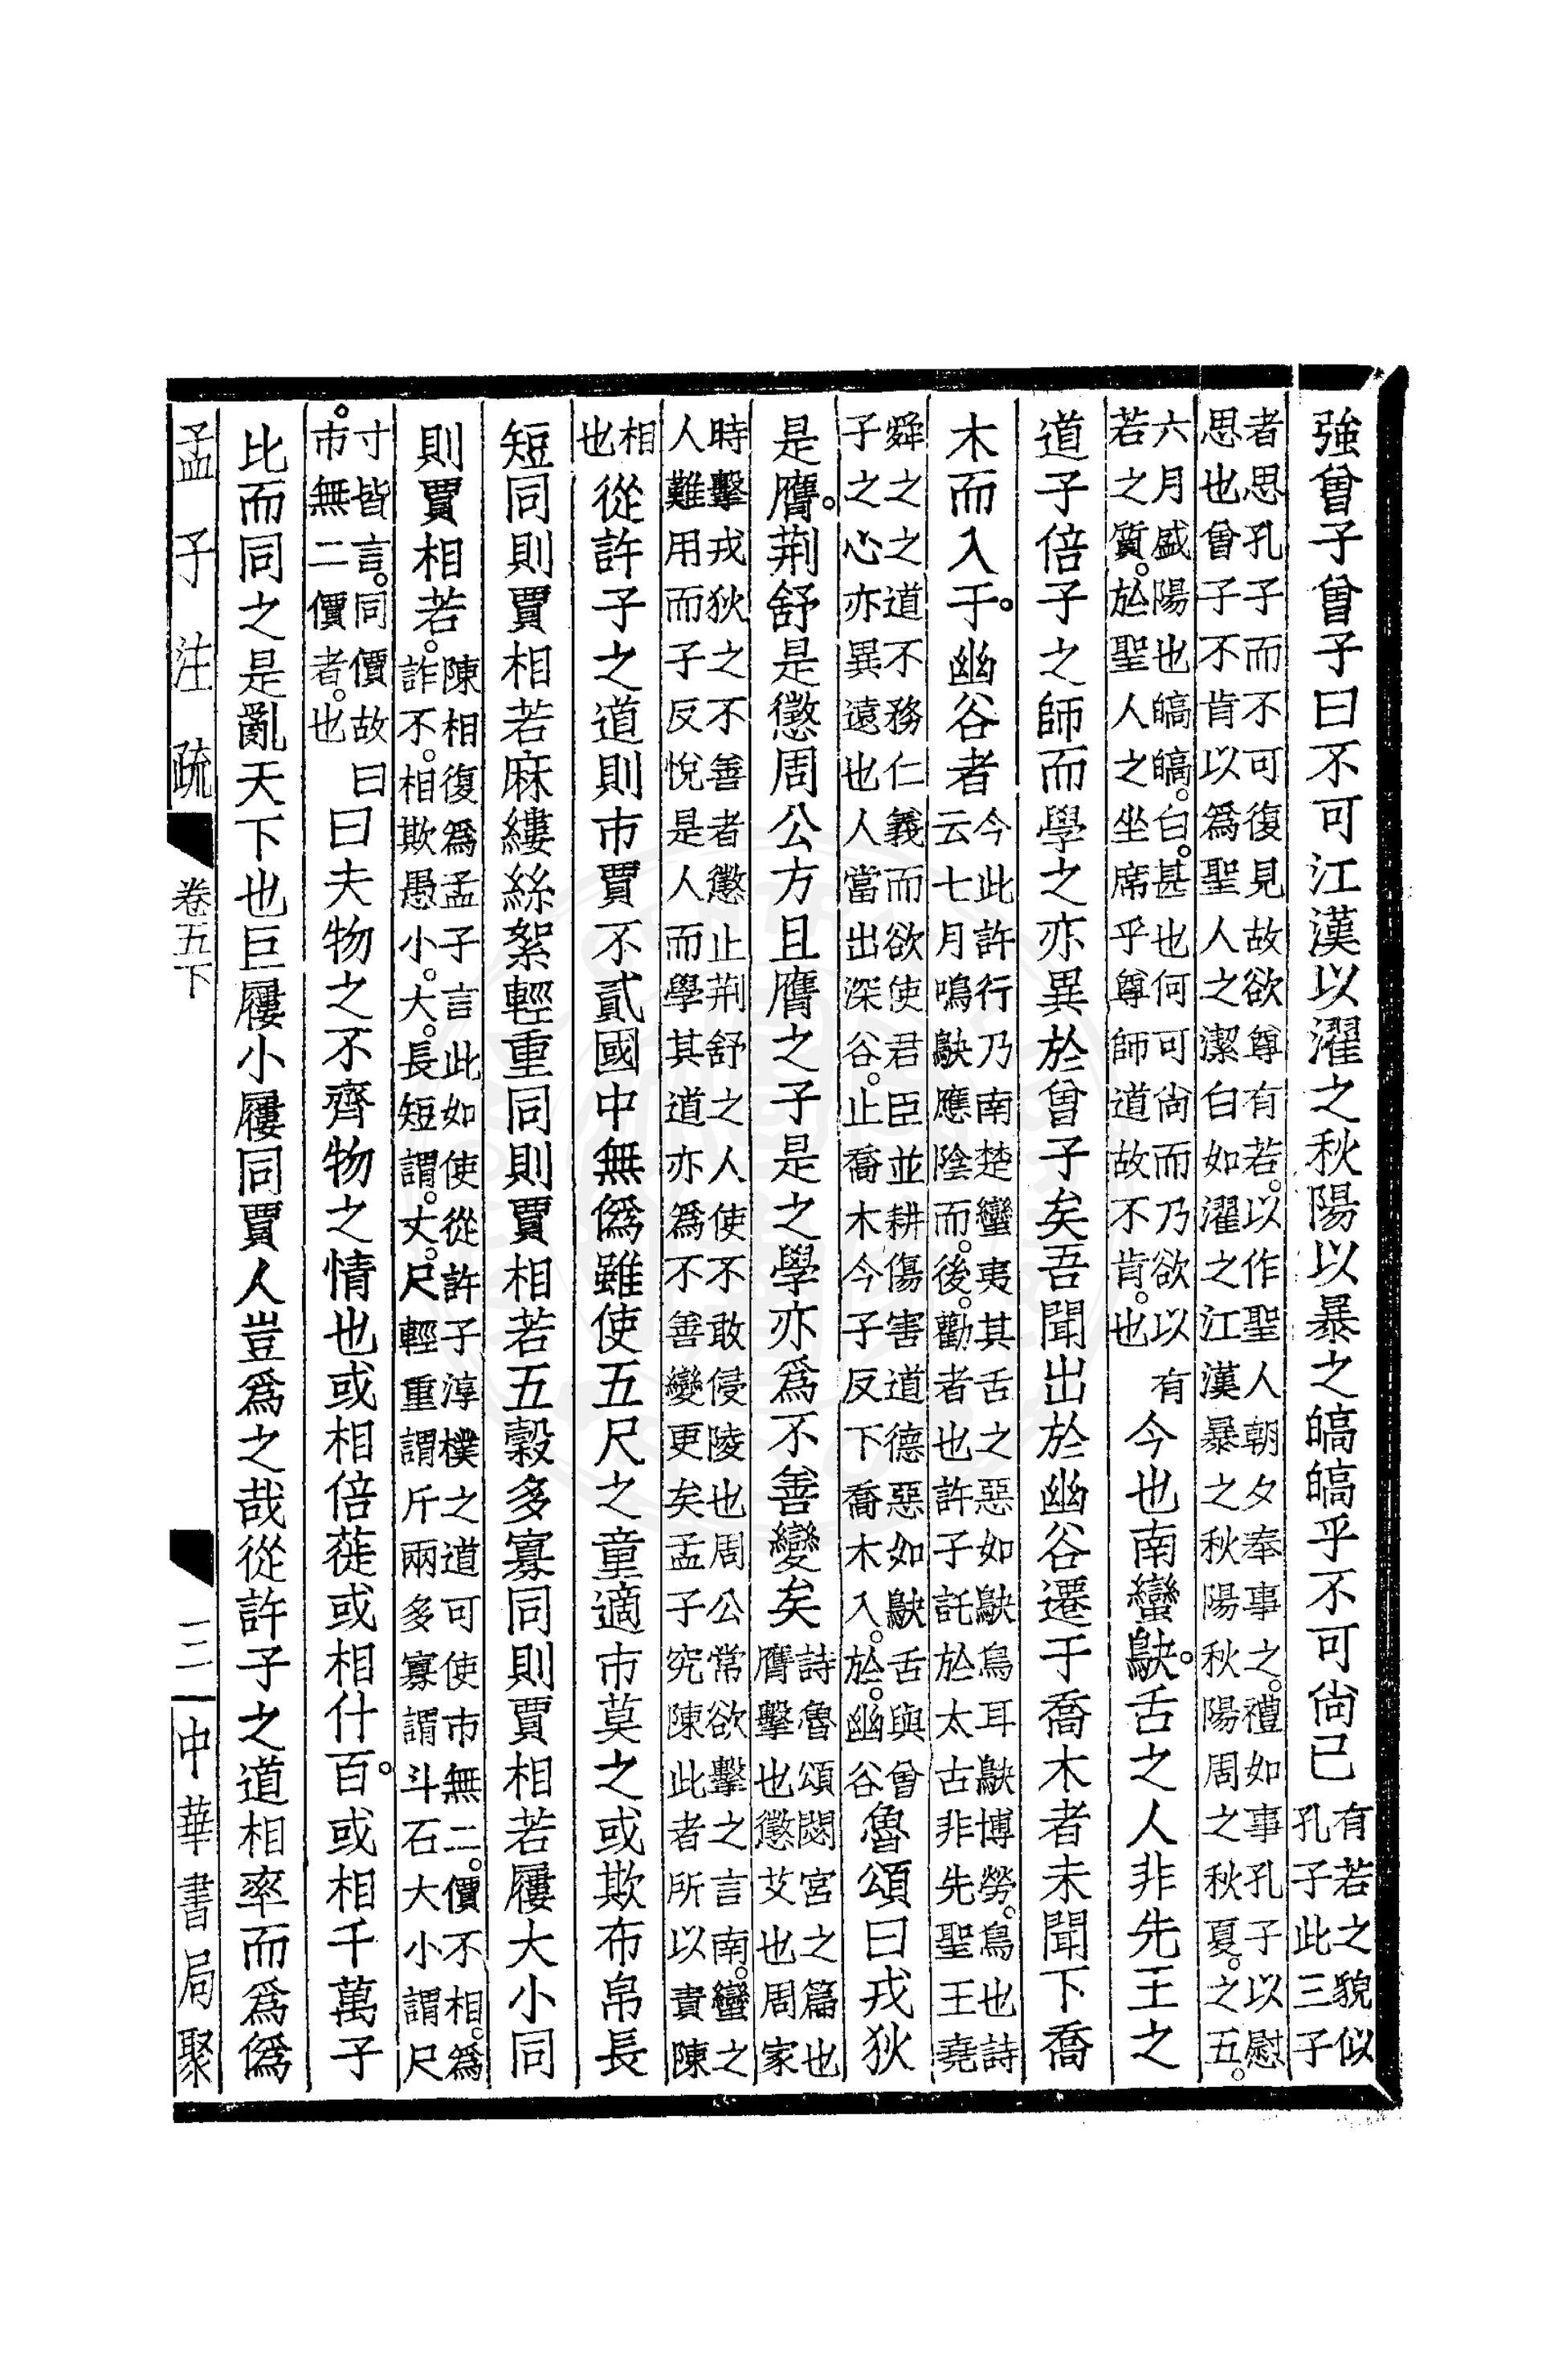 強曾子曾子曰不可江漢以濯之秋陽以暴之皜皜乎不可尙已有若之貌似
孔子此三子
者思孔子而不可復見故欲尊有若。以作聖人朝夕奉事之。禮如事孔子以慰
思也曾子不肯以爲聖人之潔白如濯之江漢暴之秋陽秋陽周之秋夏。之五。
六月盛陽也皜皜。白。甚也何可尙而乃欲以有
若之質。於聖人之坐席乎尊師道故不肯。也
今也南蠻鴃。舌之人非先王之
道子倍子之師而學之亦異於曾子矣吾聞出於幽谷遷于喬木者未聞下喬
木而入于。幽谷者
今此許行乃南楚蠻夷其舌之惡如鴃鳥耳鴃博勞。鳥也詩
云七月鳴鴃應陰而。後。動者也許子託於太古非先聖王堯
舜之之道不務仁義而欲使君臣並耕傷害道德惡如鴃舌與曾
子之心亦異遠也人當出深谷。止喬木今子反下喬木入。於。幽谷
魯頌曰戎狄
是膺。荆舒是懲周公方且膺之子是之學亦爲不善變矣
詩魯頌閟宮之篇也
膺擊也懲艾也周家
時擊戎狄之不善者懲止荆舒之人使不敢侵陵也周公常欲擊之言南。蠻之
人難用而子反悅是人而學其道亦爲不善變更矣孟子究陳此者所以責陳
相
也
從許子之道則市賈不貳國中無僞雖使五尺之童適市莫之或欺布帛長
短同則賈相若麻縷絲絮輕重同則賈相若五穀多寡同則賈相若屨大小同
則賈相若。
陳相復爲孟子言此如使從許子淳樸之道可使市無二。價不相。爲
詐不。相欺愚小。大。長短謂。丈。尺輕重謂斤兩多寡謂斗石大小謂尺
寸皆言。同價故曰
。市無二價者。也
曰夫物之不齊物之情也或相倍蓰或相什百。或相千萬子
比而同之是亂天下也巨屨小屨同賈人豈爲之哉從許子之道相率而爲僞
孟子注疏 卷五下 三 中華書局聚